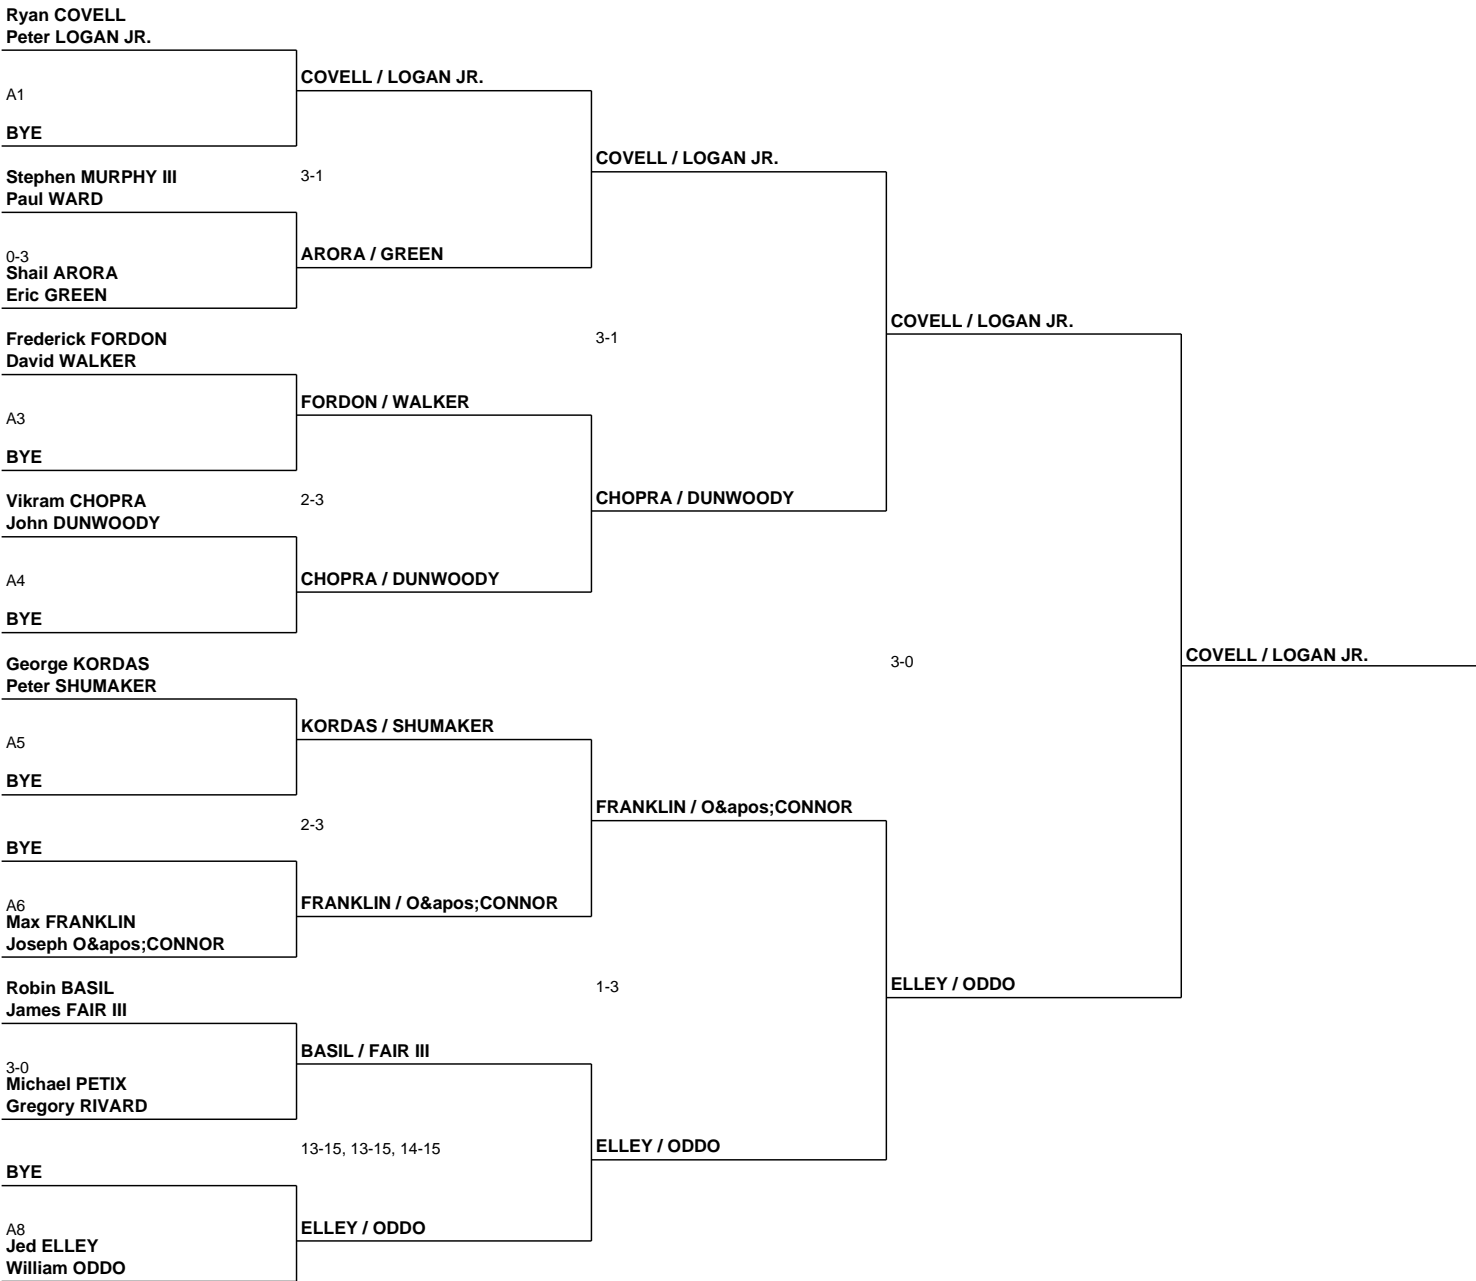 Ryan COVELL
Peter LOGAN JR.
COVELL / LOGAN JR.
A1
BYE
COVELL / LOGAN JR.
Stephen MURPHY III
3-1
Paul WARD
ARORA / GREEN
0-3
Shail ARORA
Eric GREEN
COVELL / LOGAN JR.
Frederick FORDON
3-1
David WALKER
FORDON / WALKER
A3
BYE
Vikram CHOPRA
2-3
CHOPRA / DUNWOODY
John DUNWOODY
A4
CHOPRA / DUNWOODY
BYE
COVELL / LOGAN JR.
George KORDAS
3-0
Peter SHUMAKER
KORDAS / SHUMAKER
A5
BYE
FRANKLIN / O&apos;CONNOR
2-3
BYE
A6
FRANKLIN / O&apos;CONNOR
Max FRANKLIN
Joseph O&apos;CONNOR
Robin BASIL
1-3
ELLEY / ODDO
James FAIR III
BASIL / FAIR III
3-0
Michael PETIX
Gregory RIVARD
13-15, 13-15, 14-15
ELLEY / ODDO
BYE
A8
ELLEY / ODDO
Jed ELLEY
William ODDO